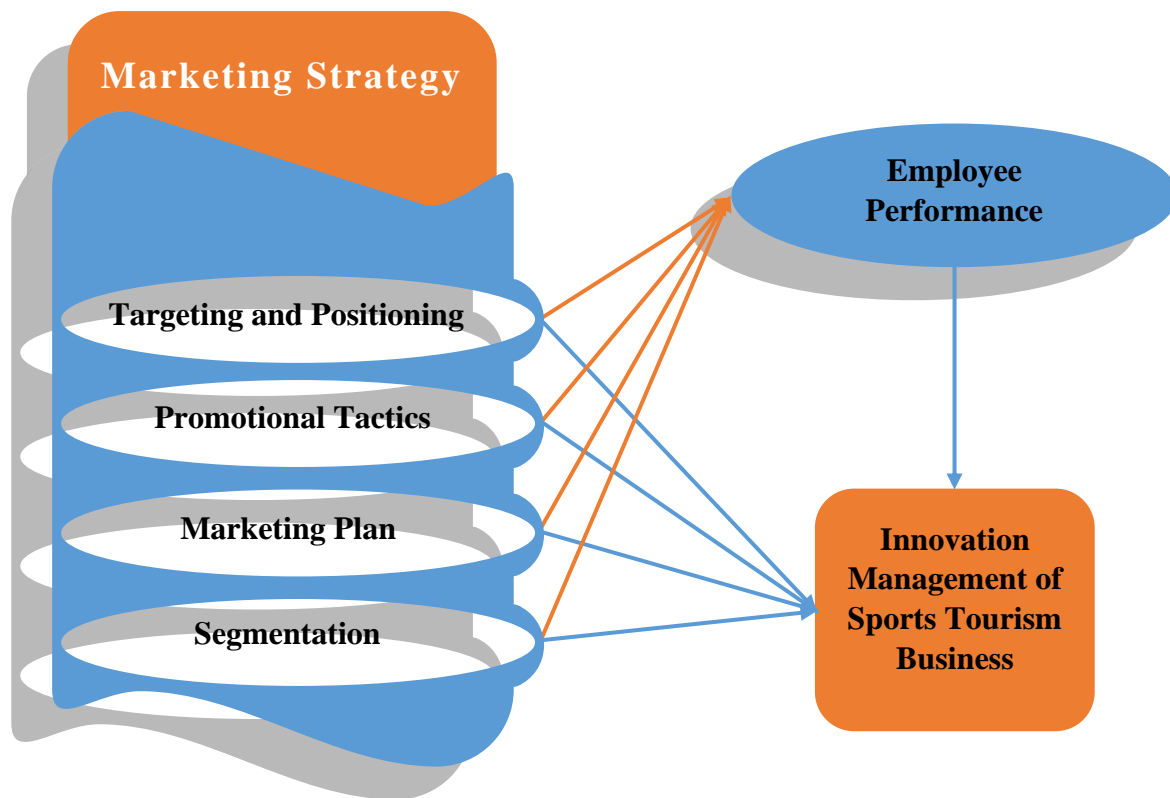 Marketing Strategy
Targeting and Positioning
Promotional Tactics
Marketing Plan
Segmentation
Employee
Performance
Innovation
Management of
Sports Tourism
Business